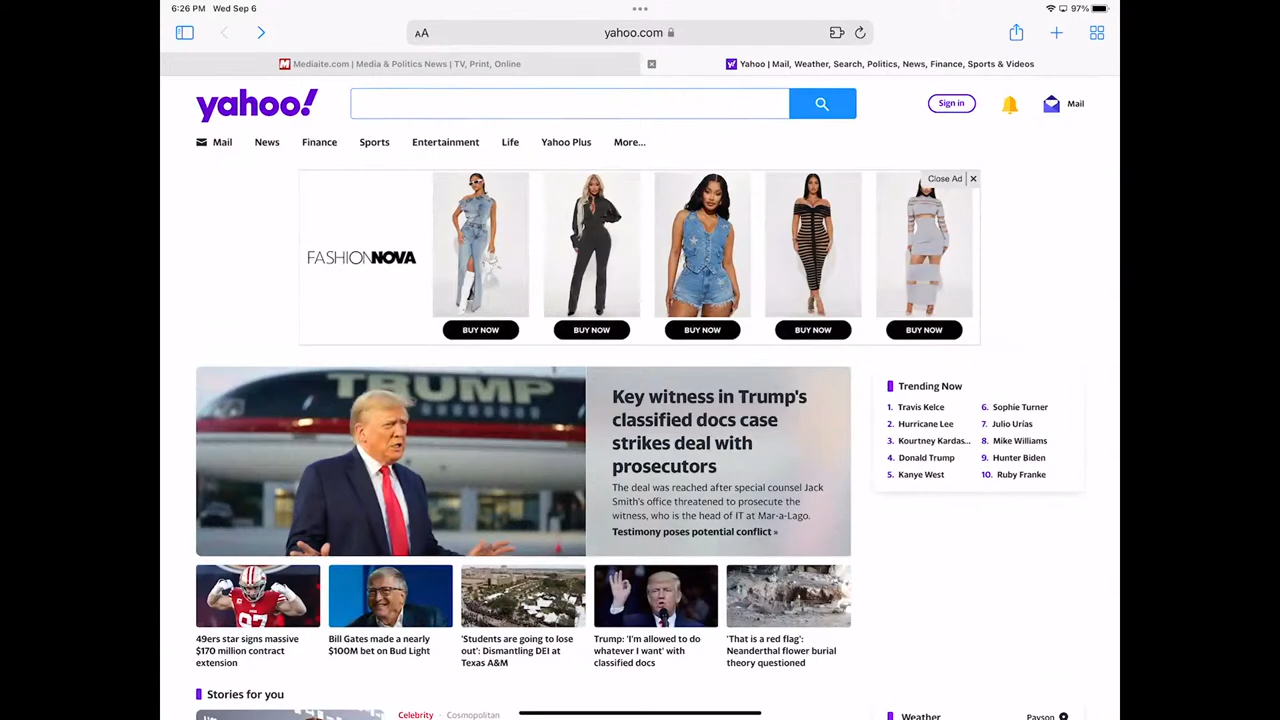 6:26 PM Wed Sep 6
97%
AA
yahoo.com
Mediaite.com | Media & Politics News | TV, Print, Online
Yahoo | Mail, Weather, Search, Politics, News, Finance, Sports & Videos
yahoo!
Sign in
Mail
Mail
News
Finance
Sports
Entertainment
Life
Yahoo Plus
More...
Close Ad
FASHIONNOVA
BUY NOW
BUY NOW
BUY NOW
BUY NOW
BUY NOW
TRUMP
Key witness in Trump's
classified docs case
strikes deal with
prosecutors
The deal was reached after special counsel Jack
Smith's office threatened to prosecute the
witness, who is the head of IT at Mar-a-Lago.
Testimony poses potential conflict »
Trending Now
1. Travis Kelce
2. Hurricane Lee
3. Kourtney Kardas...
4. Donald Trump
5. Kanye West
6. Sophie Turner
7. Julio Urías
8. Mike Williams
9. Hunter Biden
10. Ruby Franke
97
49ers star signs massive
$170 million contract
extension
Bill Gates made a nearly
$100M bet on Bud Light
'Students are going to lose
out': Dismantling DEI at
Texas A&M
Trump: 'I'm allowed to do
whatever I want' with
classified docs
'That is a red flag':
Neanderthal flower burial
theory questioned
Stories for you
Celebrity · Cosmopolitan
Weather
Payson